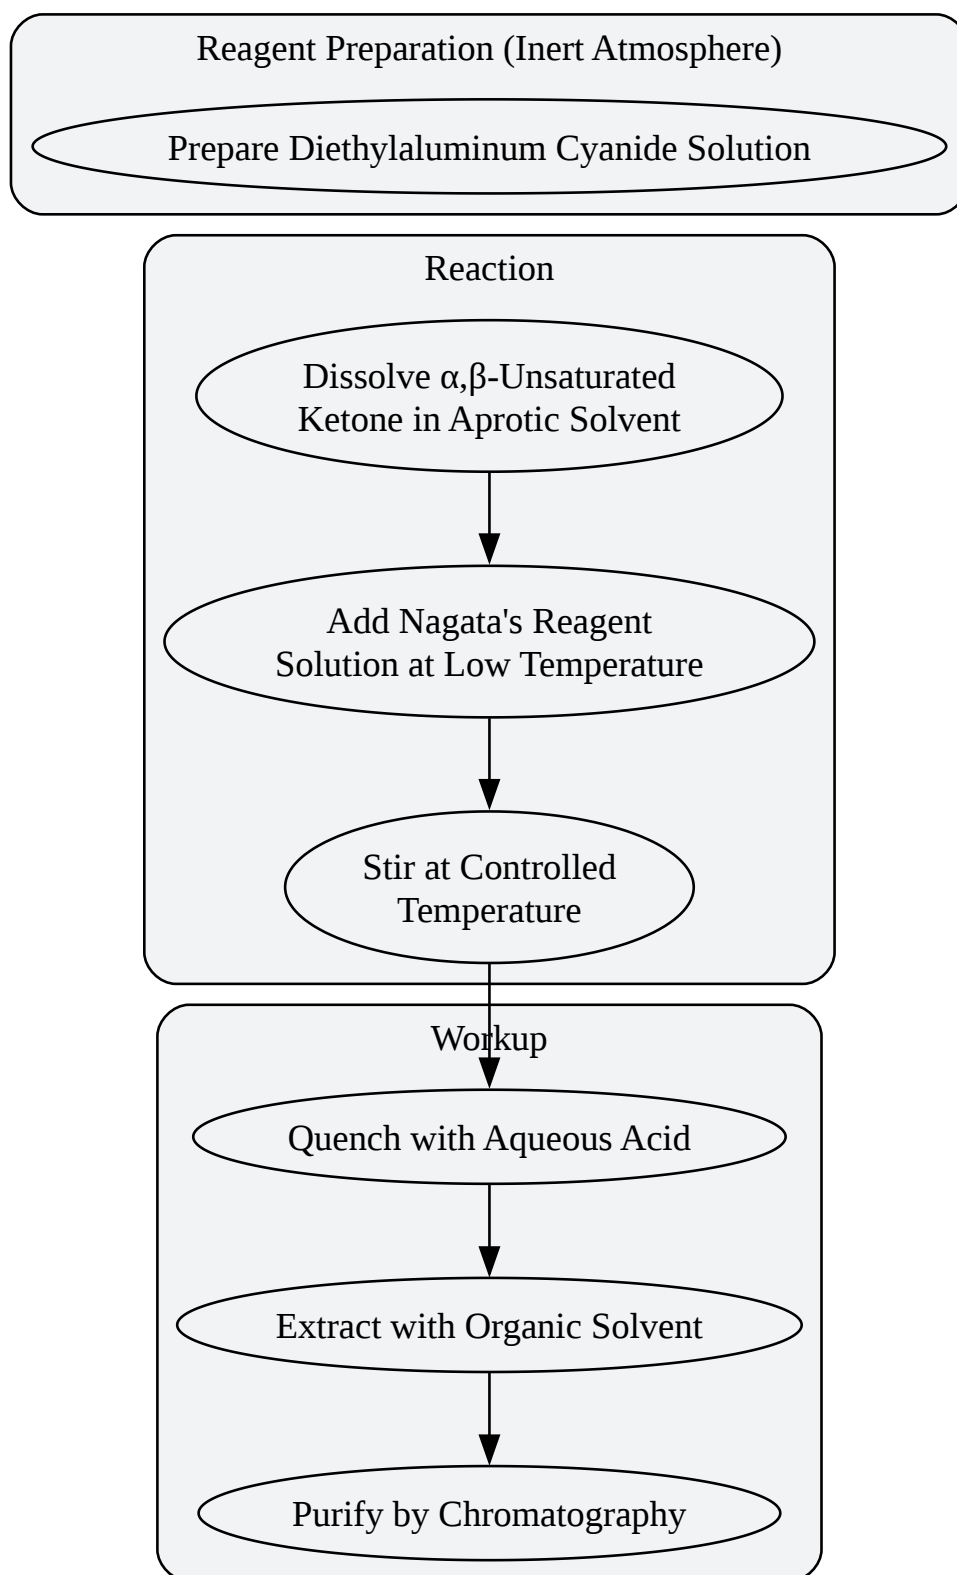 Reagent Preparation (Inert Atmosphere)
Prepare Diethylaluminum Cyanide Solution
Reaction
Dissolve α,β-Unsaturated
Ketone in Aprotic Solvent
Add Nagata's Reagent
Solution at Low Temperature
Stir at Controlled
Temperature
Workup
Quench with Aqueous Acid
Extract with Organic Solvent
Purify by Chromatography